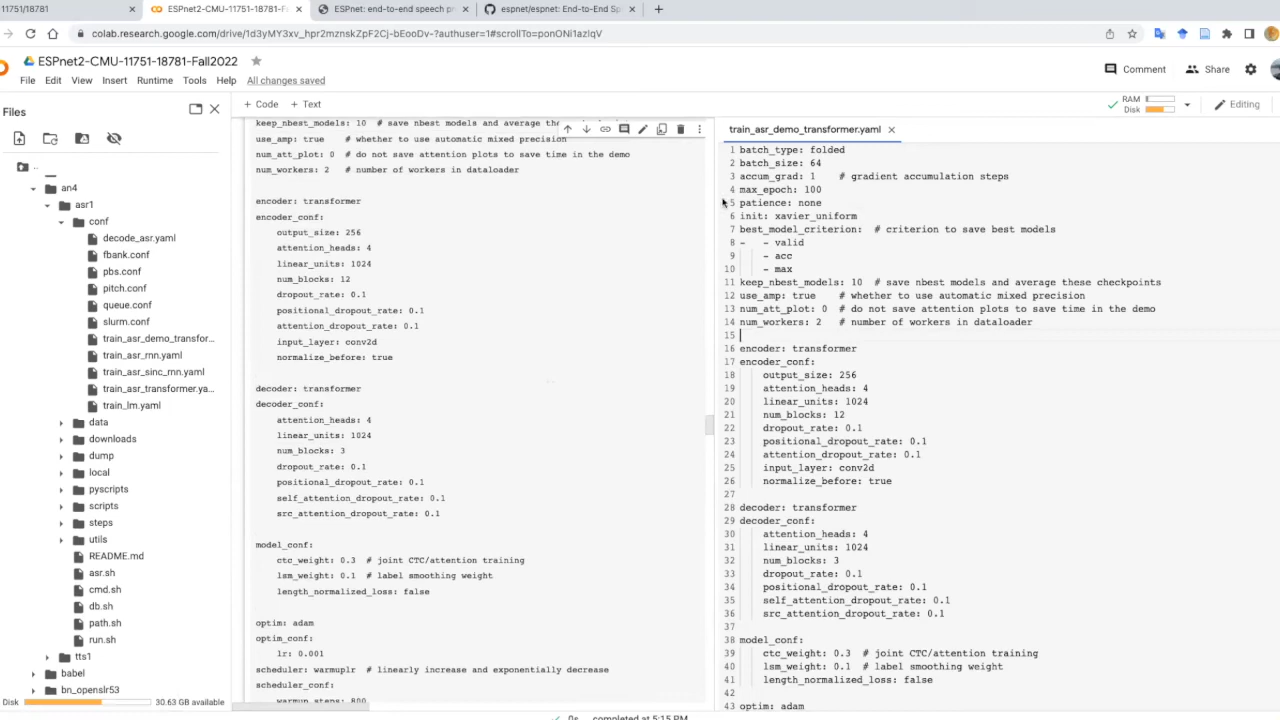 11751/18781
ESPnet2-CMU-11751-18781-F
ESPnet: end-to-end speech pr
espnet/espnet: End-to-End Sp
colab.research.google.com/drive/1d3yMY3xv_hpr2mznskZpF2Cj-bEooDv-?authuser=1#scrollTo=ponONi1azlqV
ESPnet2-CMU-11751-18781-Fall2022
File Edit View Insert Runtime Tools Help All changes saved
Comment Share
Files
+ Code + Text
RAM
Disk
Editing
..
an4
asr1
conf
decode_asr.yaml
fbank.conf
pbs.conf
pitch.conf
queue.conf
slurm.conf
train_asr_demo_transfor...
train_asr_rnn.yaml
train_asr_sinc_rnn.yaml
train_asr_transformer.ya...
train_lm.yaml
data
downloads
dump
local
pyscripts
scripts
steps
utils
README.md
asr.sh
cmd.sh
db.sh
path.sh
run.sh
tts1
babel
bn_openslr53
Disk 30.63 GB available
keep_nbest_models: 10 # save nbest models and average the
use_amp: true # whether to use automatic mixed precision
num_att_plot: 0 # do not save attention plots to save time in the demo
num_workers: 2 # number of workers in dataloader
encoder: transformer
encoder_conf:
output_size: 256
attention_heads: 4
linear_units: 1024
num_blocks: 12
dropout_rate: 0.1
positional_dropout_rate: 0.1
attention_dropout_rate: 0.1
input_layer: conv2d
normalize_before: true
decoder: transformer
decoder_conf:
attention_heads: 4
linear_units: 1024
num_blocks: 3
dropout_rate: 0.1
positional_dropout_rate: 0.1
self_attention_dropout_rate: 0.1
src_attention_dropout_rate: 0.1
model_conf:
ctc_weight: 0.3 # joint CTC/attention training
lsm_weight: 0.1 # label smoothing weight
length_normalized_loss: false
optim: adam
optim_conf:
lr: 0.001
scheduler: warmuplr # linearly increase and exponentially decrease
scheduler_conf:
warmup_steps: 800
train_asr_demo_transformer.yaml
1 batch_type: folded
2 batch_size: 64
3 accum_grad: 1 # gradient accumulation steps
4 max_epoch: 100
5 patience: none
6 init: xavier_uniform
7 best_model_criterion: # criterion to save best models
8 - - valid
9 - acc
10 - max
11 keep_nbest_models: 10 # save nbest models and average these checkpoints
12 use_amp: true # whether to use automatic mixed precision
13 num_att_plot: 0 # do not save attention plots to save time in the demo
14 num_workers: 2 # number of workers in dataloader
15
16 encoder: transformer
17 encoder_conf:
18 output_size: 256
19 attention_heads: 4
20 linear_units: 1024
21 num_blocks: 12
22 dropout_rate: 0.1
23 positional_dropout_rate: 0.1
24 attention_dropout_rate: 0.1
25 input_layer: conv2d
26 normalize_before: true
27
28 decoder: transformer
29 decoder_conf:
30 attention_heads: 4
31 linear_units: 1024
32 num_blocks: 3
33 dropout_rate: 0.1
34 positional_dropout_rate: 0.1
35 self_attention_dropout_rate: 0.1
36 src_attention_dropout_rate: 0.1
37
38 model_conf:
39 ctc_weight: 0.3 # joint CTC/attention training
40 lsm_weight: 0.1 # label smoothing weight
41 length_normalized_loss: false
42
43 optim: adam
0s completed at 5:15 PM